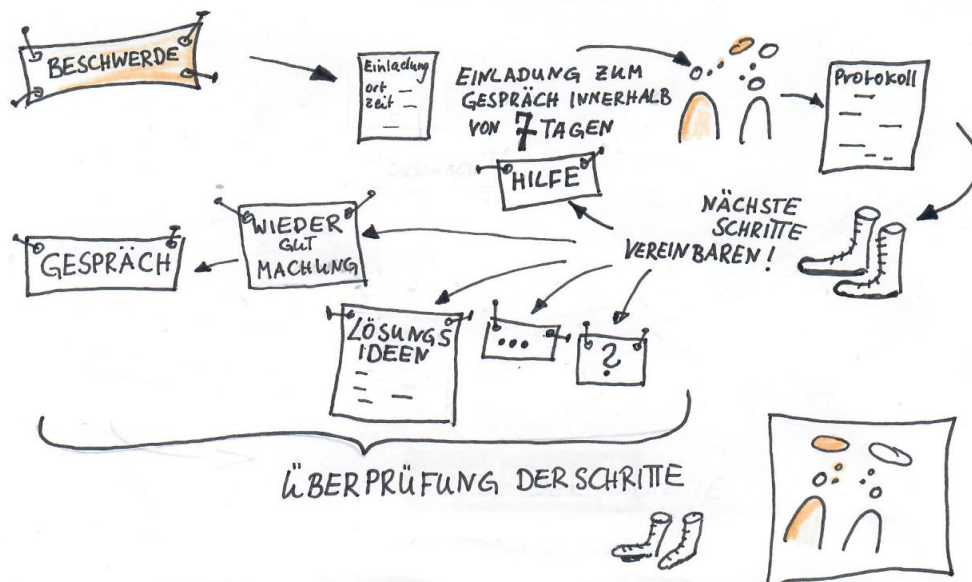 BESCHWERDE
Einladung
ort
zeit
EINLADUNG ZUM
GESPRÄCH INNERHALB
VON 7 TAGEN
Protokoll
NÄCHSTE
SCHRITTE
VEREINBAREN!
HILFE
WIEDER
GUT
MACHUNG
GESPRÄCH
LÖSUNGS
IDEEN
...
?
ÜBERPRÜFUNG DER SCHRITTE